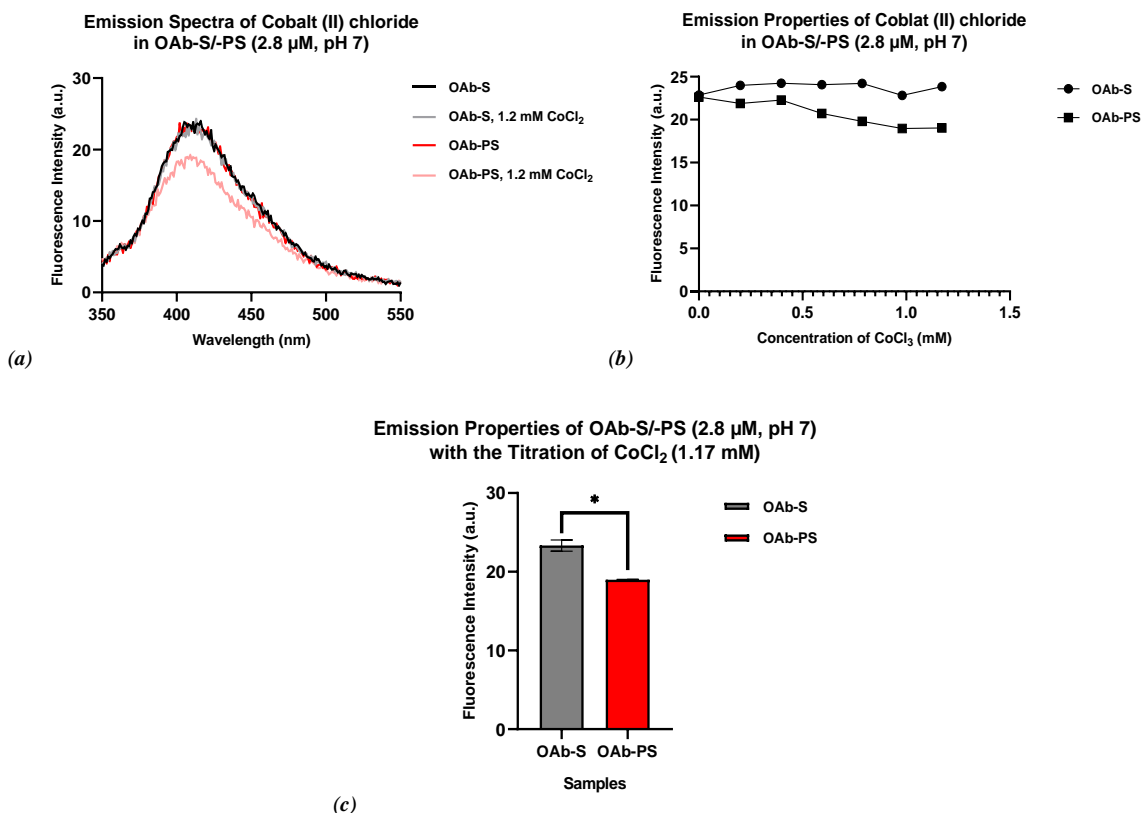 Emission Spectra of Cobalt (II) chloride
in OAb-S/-PS (2.8 µM, pH 7)
Fluorescence Intensity (a.u.)
30
20
10
0
350
400
450
500
550
Wavelength (nm)
OAb-S
OAb-S, 1.2 mM CoCl₂
OAb-PS
OAb-PS, 1.2 mM CoCl₂
(a)
Emission Properties of Coblat (II) chloride
in OAb-S/-PS (2.8 µM, pH 7)
Fluorescence Intensity (a.u.)
25
20
15
10
5
0
0.0
0.5
1.0
1.5
Concentration of CoCl₃ (mM)
OAb-S
OAb-PS
(b)
Emission Properties of OAb-S/-PS (2.8 µM, pH 7)
with the Titration of CoCl₂ (1.17 mM)
Fluorescence Intensity (a.u.)
30
20
10
0
*
OAb-S
OAb-PS
Samples
OAb-S
OAb-PS
(c)